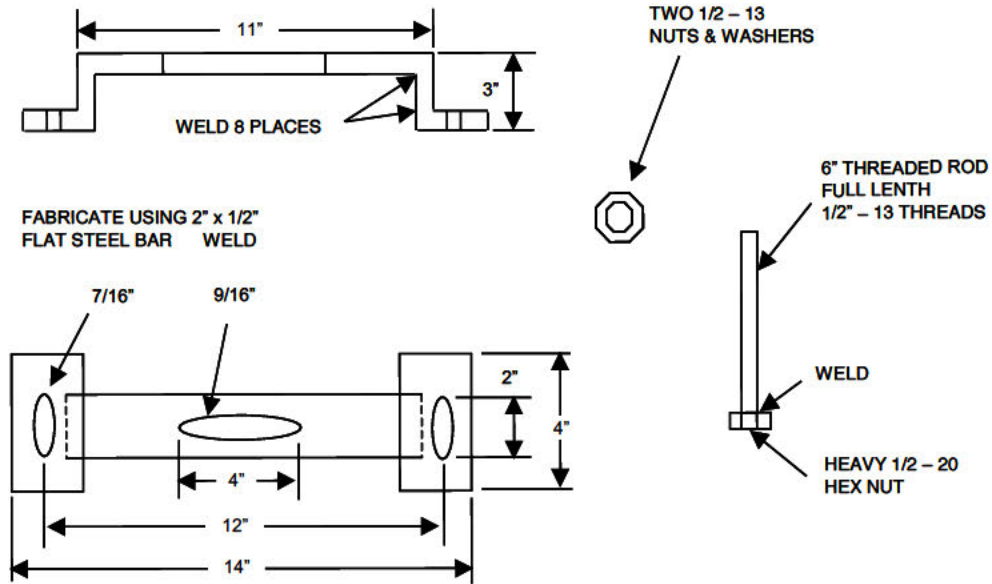 11”
3”
WELD 8 PLACES
TWO 1/2 – 13
NUTS & WASHERS
6” THREADED ROD
FULL LENTH
1/2” – 13 THREADS
FABRICATE USING 2” x 1/2”
FLAT STEEL BAR WELD
7/16”
9/16”
2”
4”
4”
12”
14”
WELD
HEAVY 1/2 – 20
HEX NUT